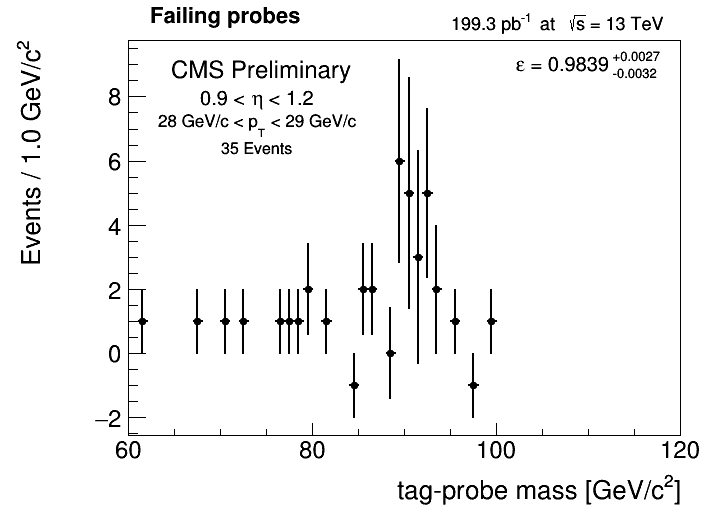 Failing probes
199.3 pb⁻¹ at √s = 13 TeV
CMS Preliminary
0.9 < η < 1.2
28 GeV/c < p_T < 29 GeV/c
35 Events
ε = 0.9839 +0.0027 -0.0032
Events / 1.0 GeV/c²
8
6
4
2
0
−2
60 80 100 120
tag-probe mass [GeV/c²]